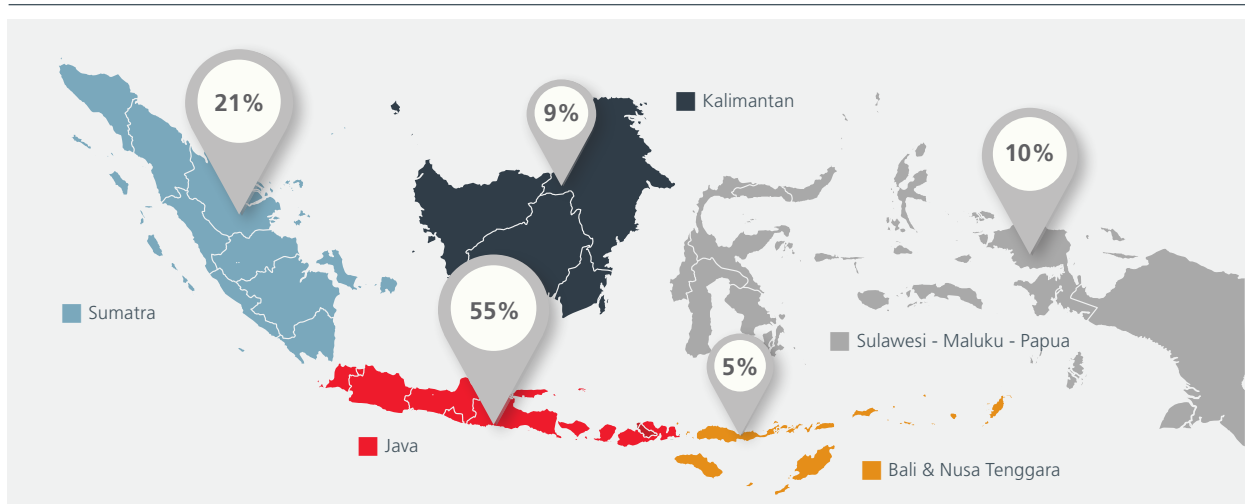 21%
9%
Kalimantan
10%
Sumatra
55%
Sulawesi - Maluku - Papua
5%
Java
Bali & Nusa Tenggara